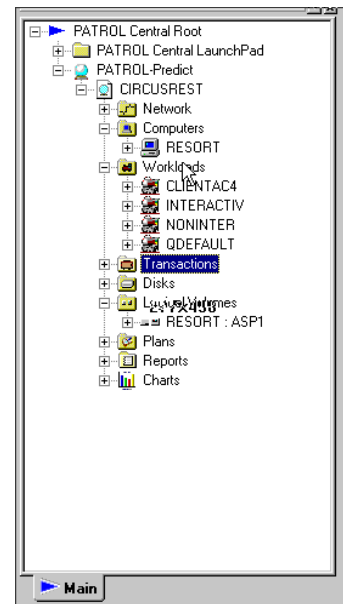 PATROL Central Root
PATROL Central LaunchPad
PATROL-Predict
CIRCUSREST
Network
Computers
RESORT
Workloads
CLIENTAC4
INTERACTIV
NONINTER
QDEFAULT
Transactions
Disks
Logical Volumes
RESORT : ASP1
Plans
Reports
Charts
Main